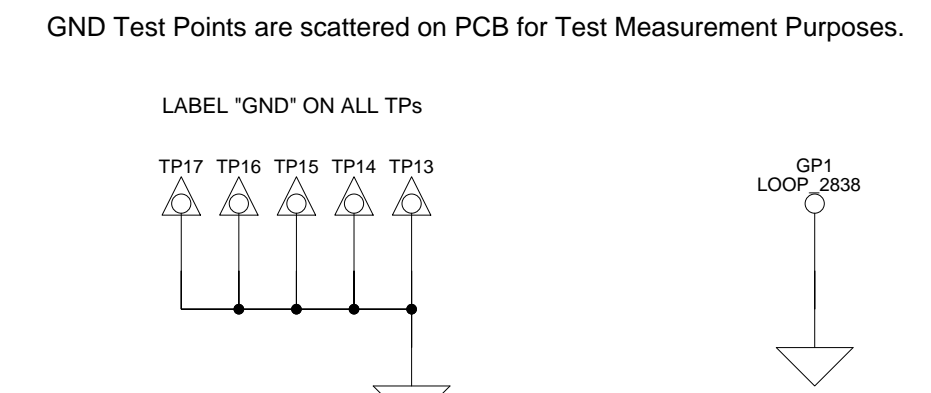 GND Test Points are scattered on PCB for Test Measurement Purposes.
LABEL "GND" ON ALL TPs
TP17 TP16 TP15 TP14 TP13
GP1
LOOP_2838